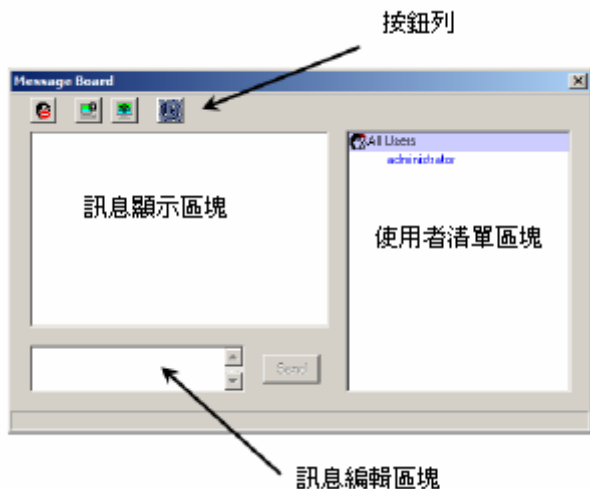 按鈕列
Message Board
All Users
administrator
訊息顯示區塊
使用者清單區塊
Send
訊息編輯區塊